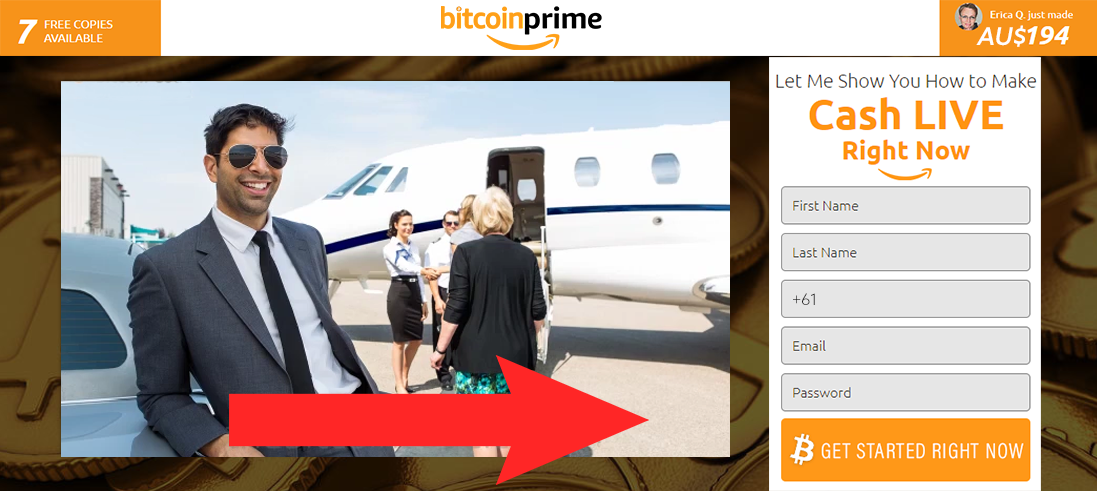 7 FREE COPIES
AVAILABLE
bitcoinprime
Erica Q. just made
AU$194
Let Me Show You How to Make
Cash LIVE
Right Now
First Name
Last Name
+61
Email
Password
GET STARTED RIGHT NOW